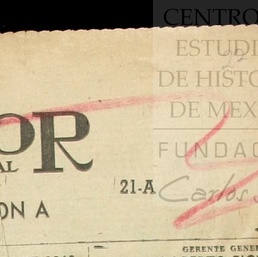 CENTRO
ESTUDI
DE HISTO
DE MEX
FUNDAC
Carlos S
OR
AL
21-A
ON A
GERENTE GENE